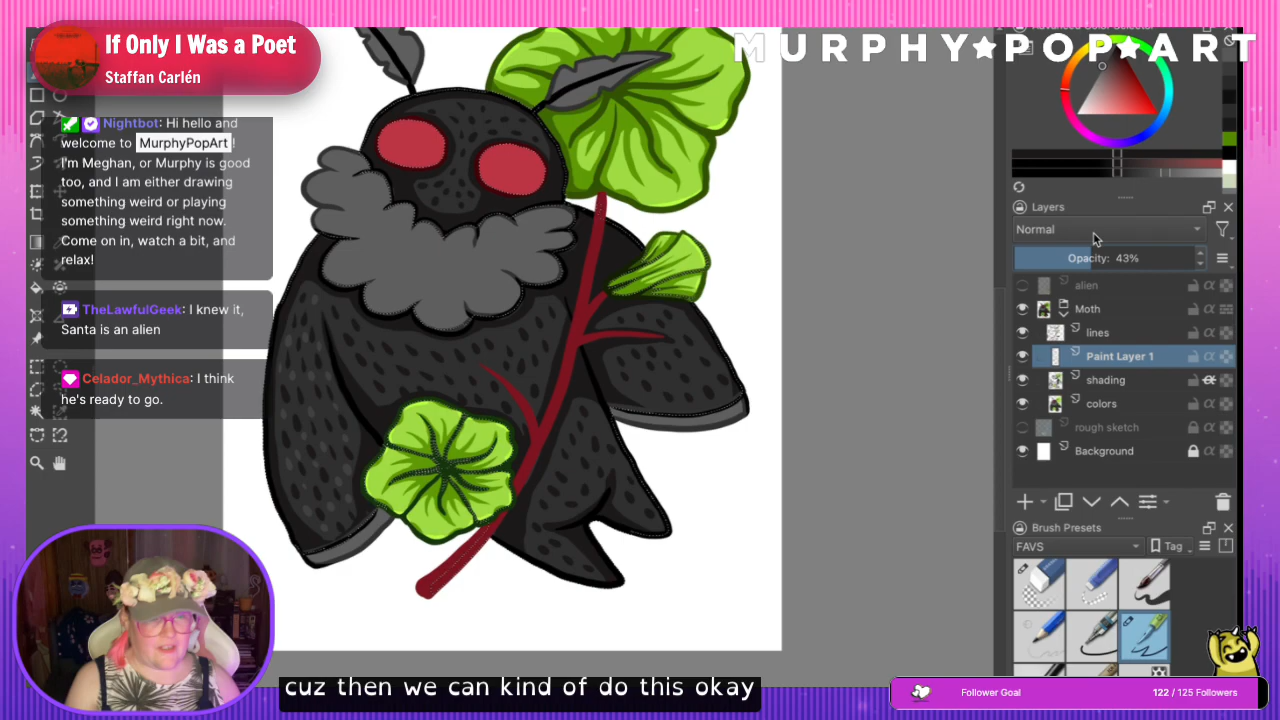 If Only I Was a Poet
Staffan Carlén
MURPHY★POP★ART
Nightbot: Hi hello and
welcome to MurphyPopArt !
I'm Meghan, or Murphy is good
too, and I am either drawing
something weird or playing
something weird right now.
Come on in, watch a bit, and
relax!
TheLawfulGeek: I knew it,
Santa is an alien
Celador_Mythica: I think
he's ready to go.
Layers
Normal
Opacity: 43%
alien
Moth
lines
Paint Layer 1
shading
colors
rough sketch
Background
Brush Presets
FAVS
Tag
cuz then we can kind of do this okay
Follower Goal
122 / 125 Followers